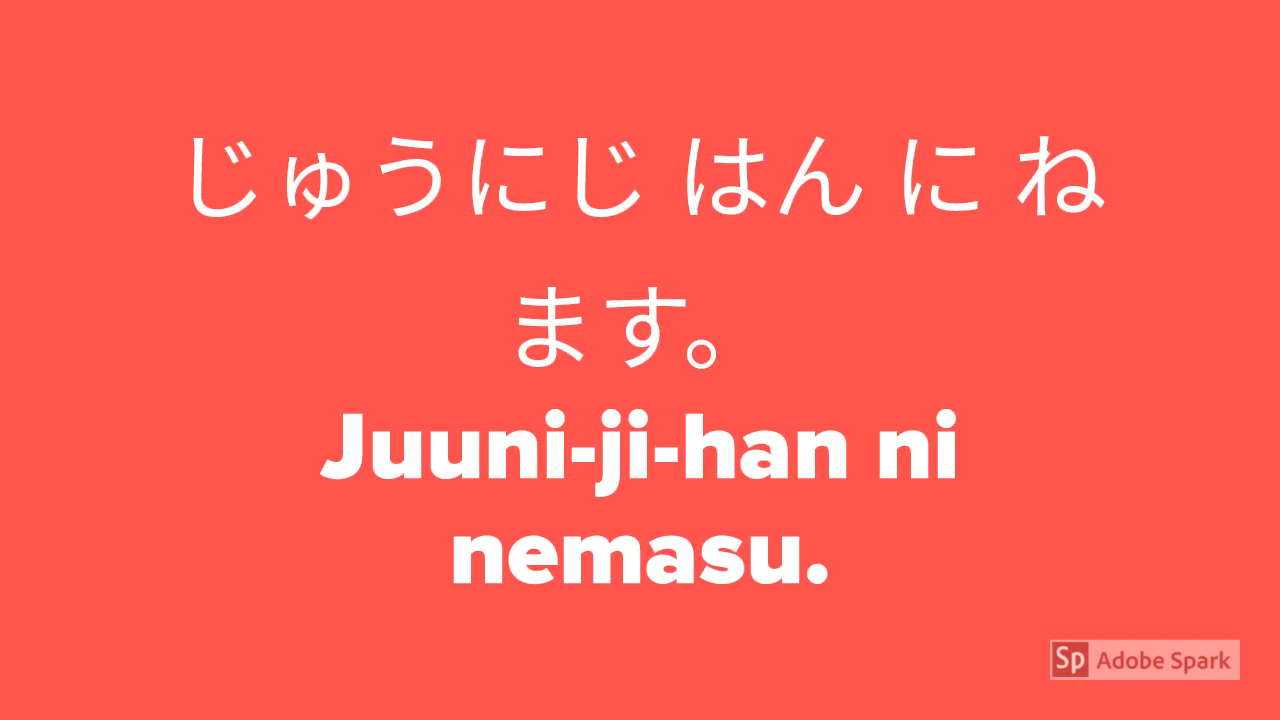 じゅうにじ はん に ね
ます。
Juuni-ji-han ni
nemasu.
Sp Adobe Spark